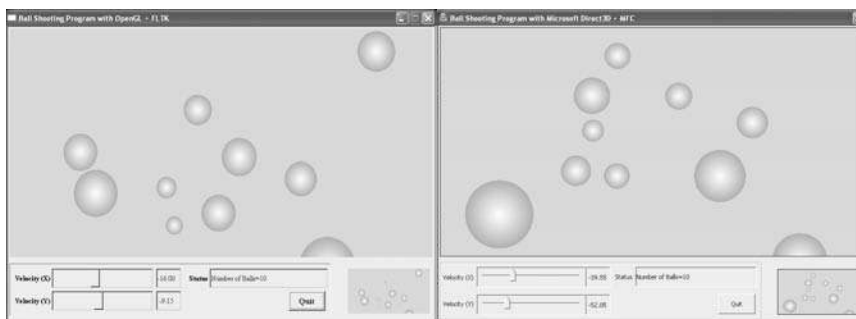 Ball Shooting Program with OpenGL - FLTK
Velocity (X) -14.00 Status Number of Balls=10
Velocity (Y) -9.15 Quit
Ball Shooting Program with Microsoft Direct3D - MFC
Velocity (X) Status Number of Balls=10
Velocity (Y) Quit